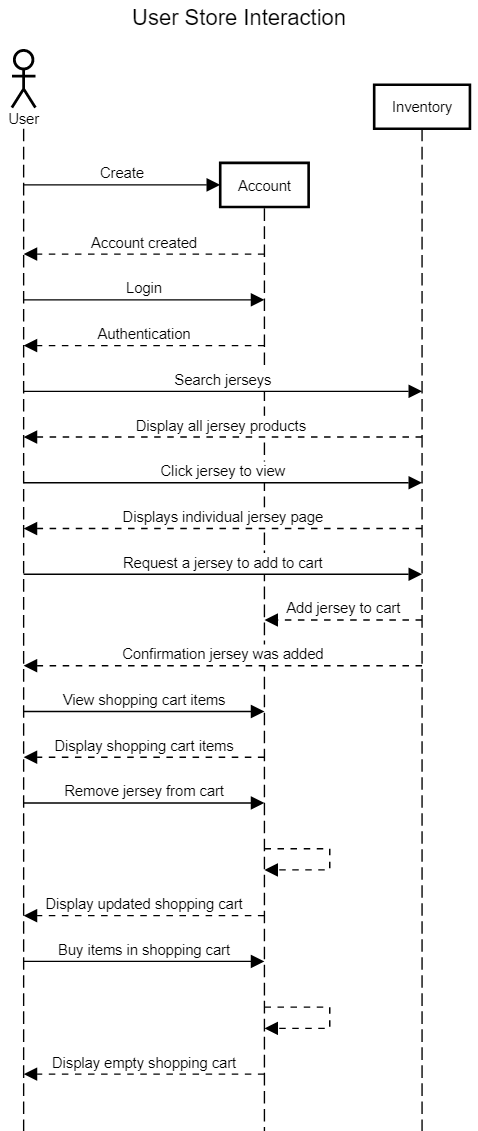 User Store Interaction
User
Inventory
Create
Account
Account created
Login
Authentication
Search jerseys
Display all jersey products
Click jersey to view
Displays individual jersey page
Request a jersey to add to cart
Add jersey to cart
Confirmation jersey was added
View shopping cart items
Display shopping cart items
Remove jersey from cart
Display updated shopping cart
Buy items in shopping cart
Display empty shopping cart